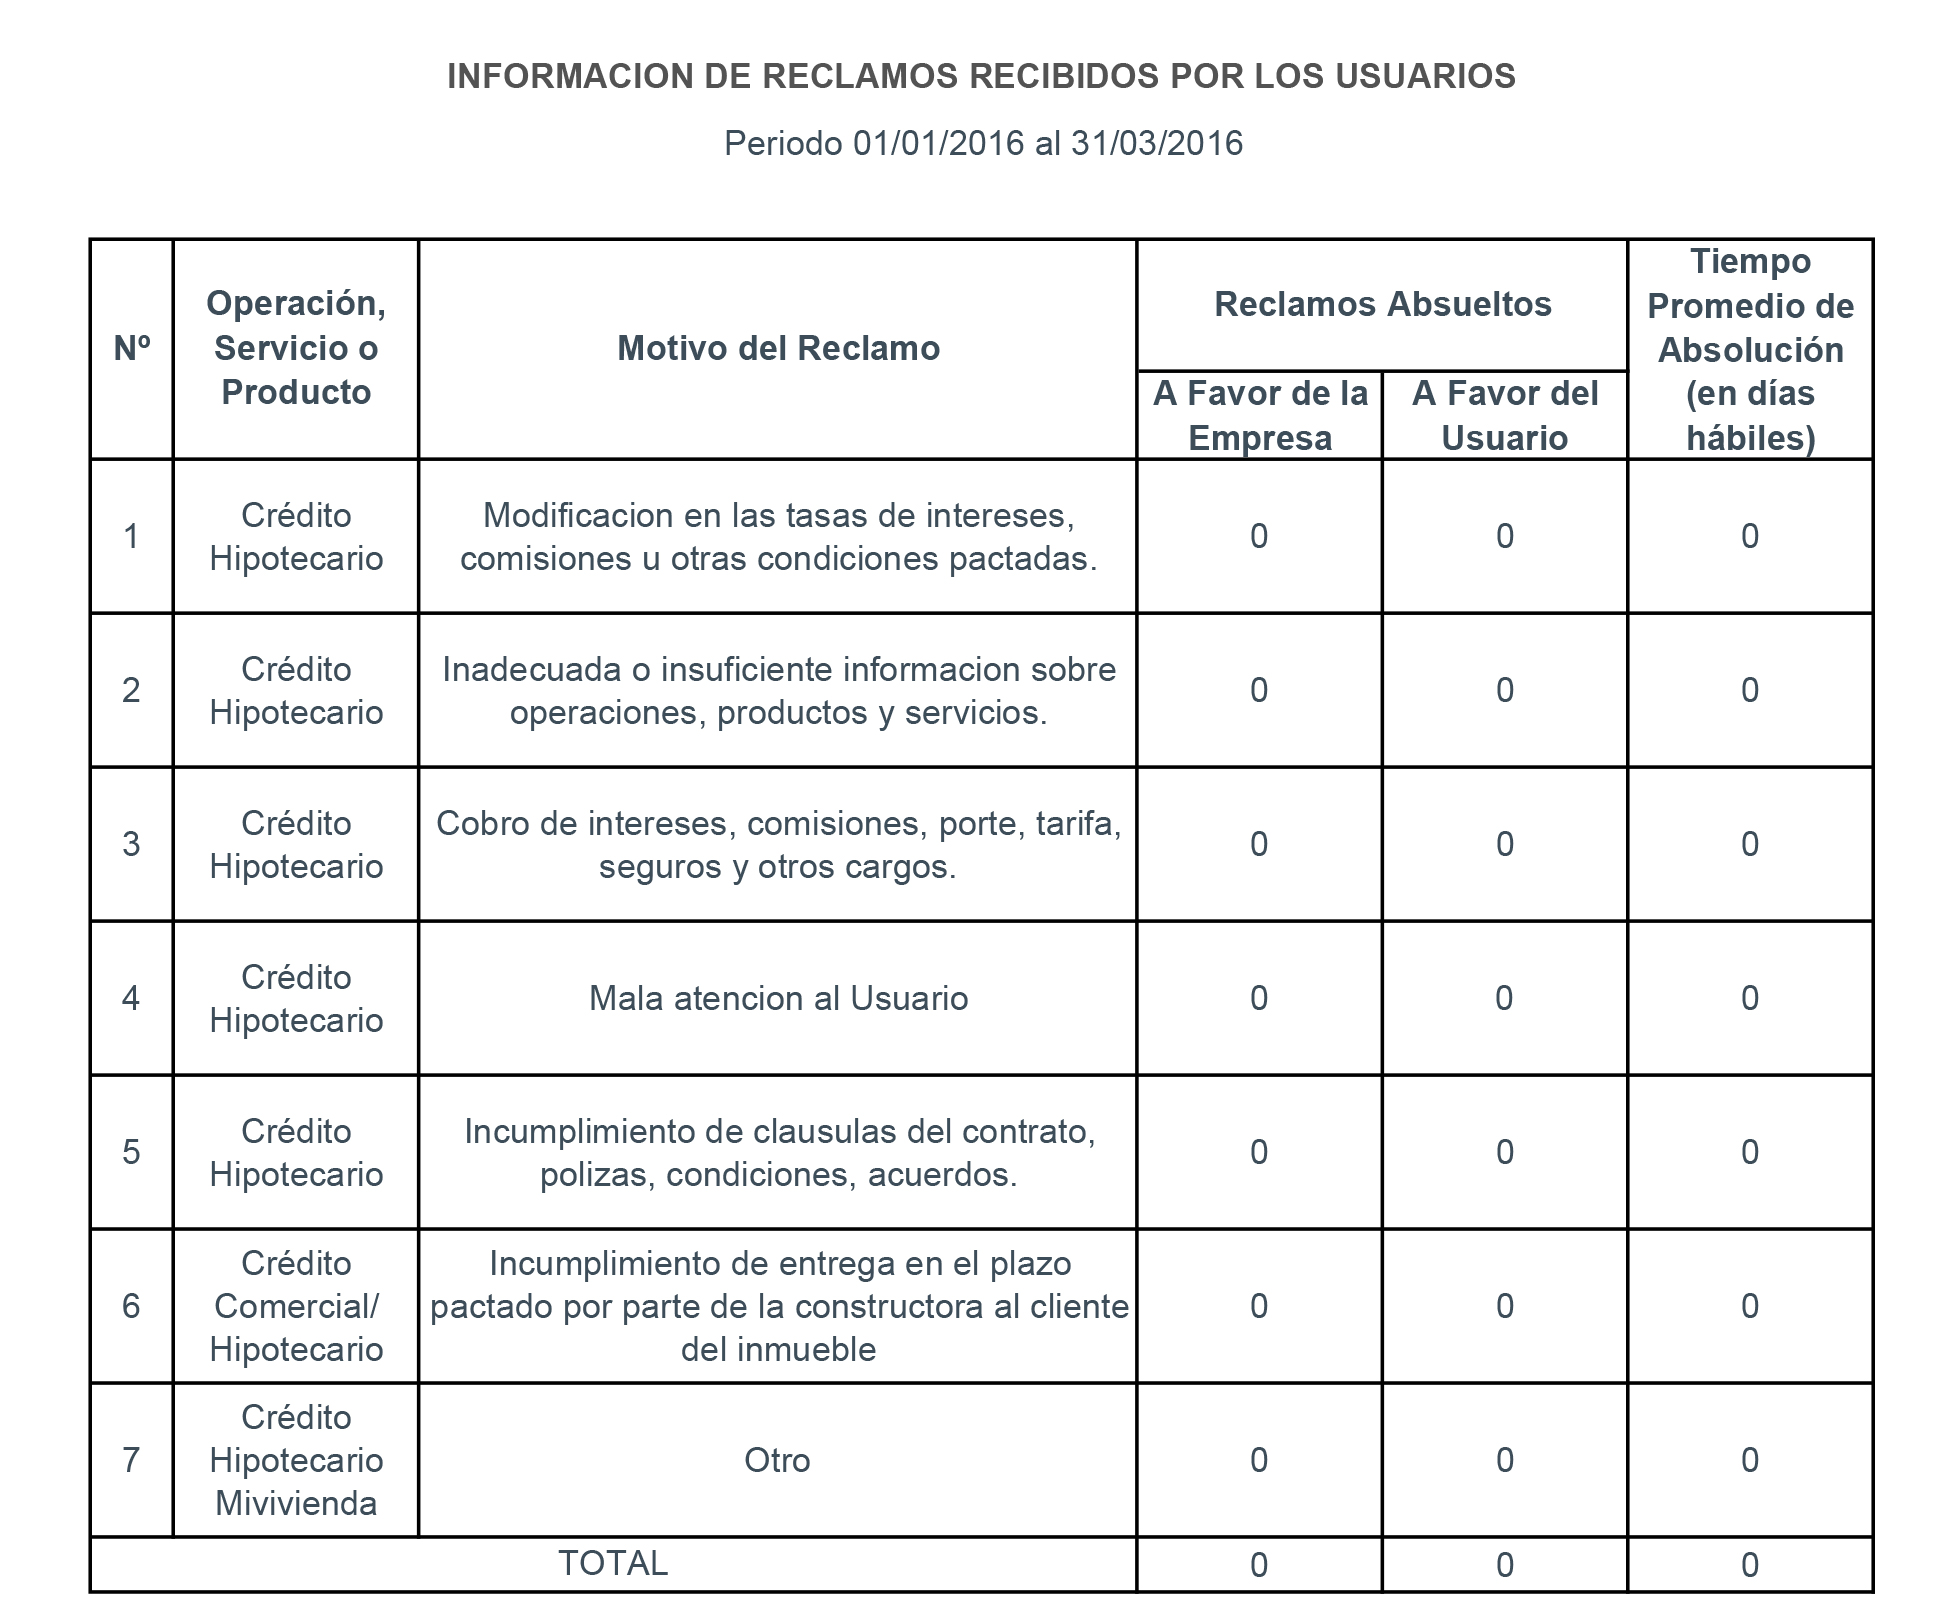 INFORMACION DE RECLAMOS RECIBIDOS POR LOS USUARIOS
Periodo 01/01/2016 al 31/03/2016
Nº
Operación,
Servicio o
Producto
Motivo del Reclamo
Reclamos Absueltos
A Favor de la
Empresa
A Favor del
Usuario
Tiempo
Promedio de
Absolución
(en días
hábiles)
1
Crédito
Hipotecario
Modificacion en las tasas de intereses,
comisiones u otras condiciones pactadas.
0
0
0
2
Crédito
Hipotecario
Inadecuada o insuficiente informacion sobre
operaciones, productos y servicios.
0
0
0
3
Crédito
Hipotecario
Cobro de intereses, comisiones, porte, tarifa,
seguros y otros cargos.
0
0
0
4
Crédito
Hipotecario
Mala atencion al Usuario
0
0
0
5
Crédito
Hipotecario
Incumplimiento de clausulas del contrato,
polizas, condiciones, acuerdos.
0
0
0
6
Crédito
Comercial/
Hipotecario
Incumplimiento de entrega en el plazo
pactado por parte de la constructora al cliente
del inmueble
0
0
0
7
Crédito
Hipotecario
Mivivienda
Otro
0
0
0
TOTAL
0
0
0